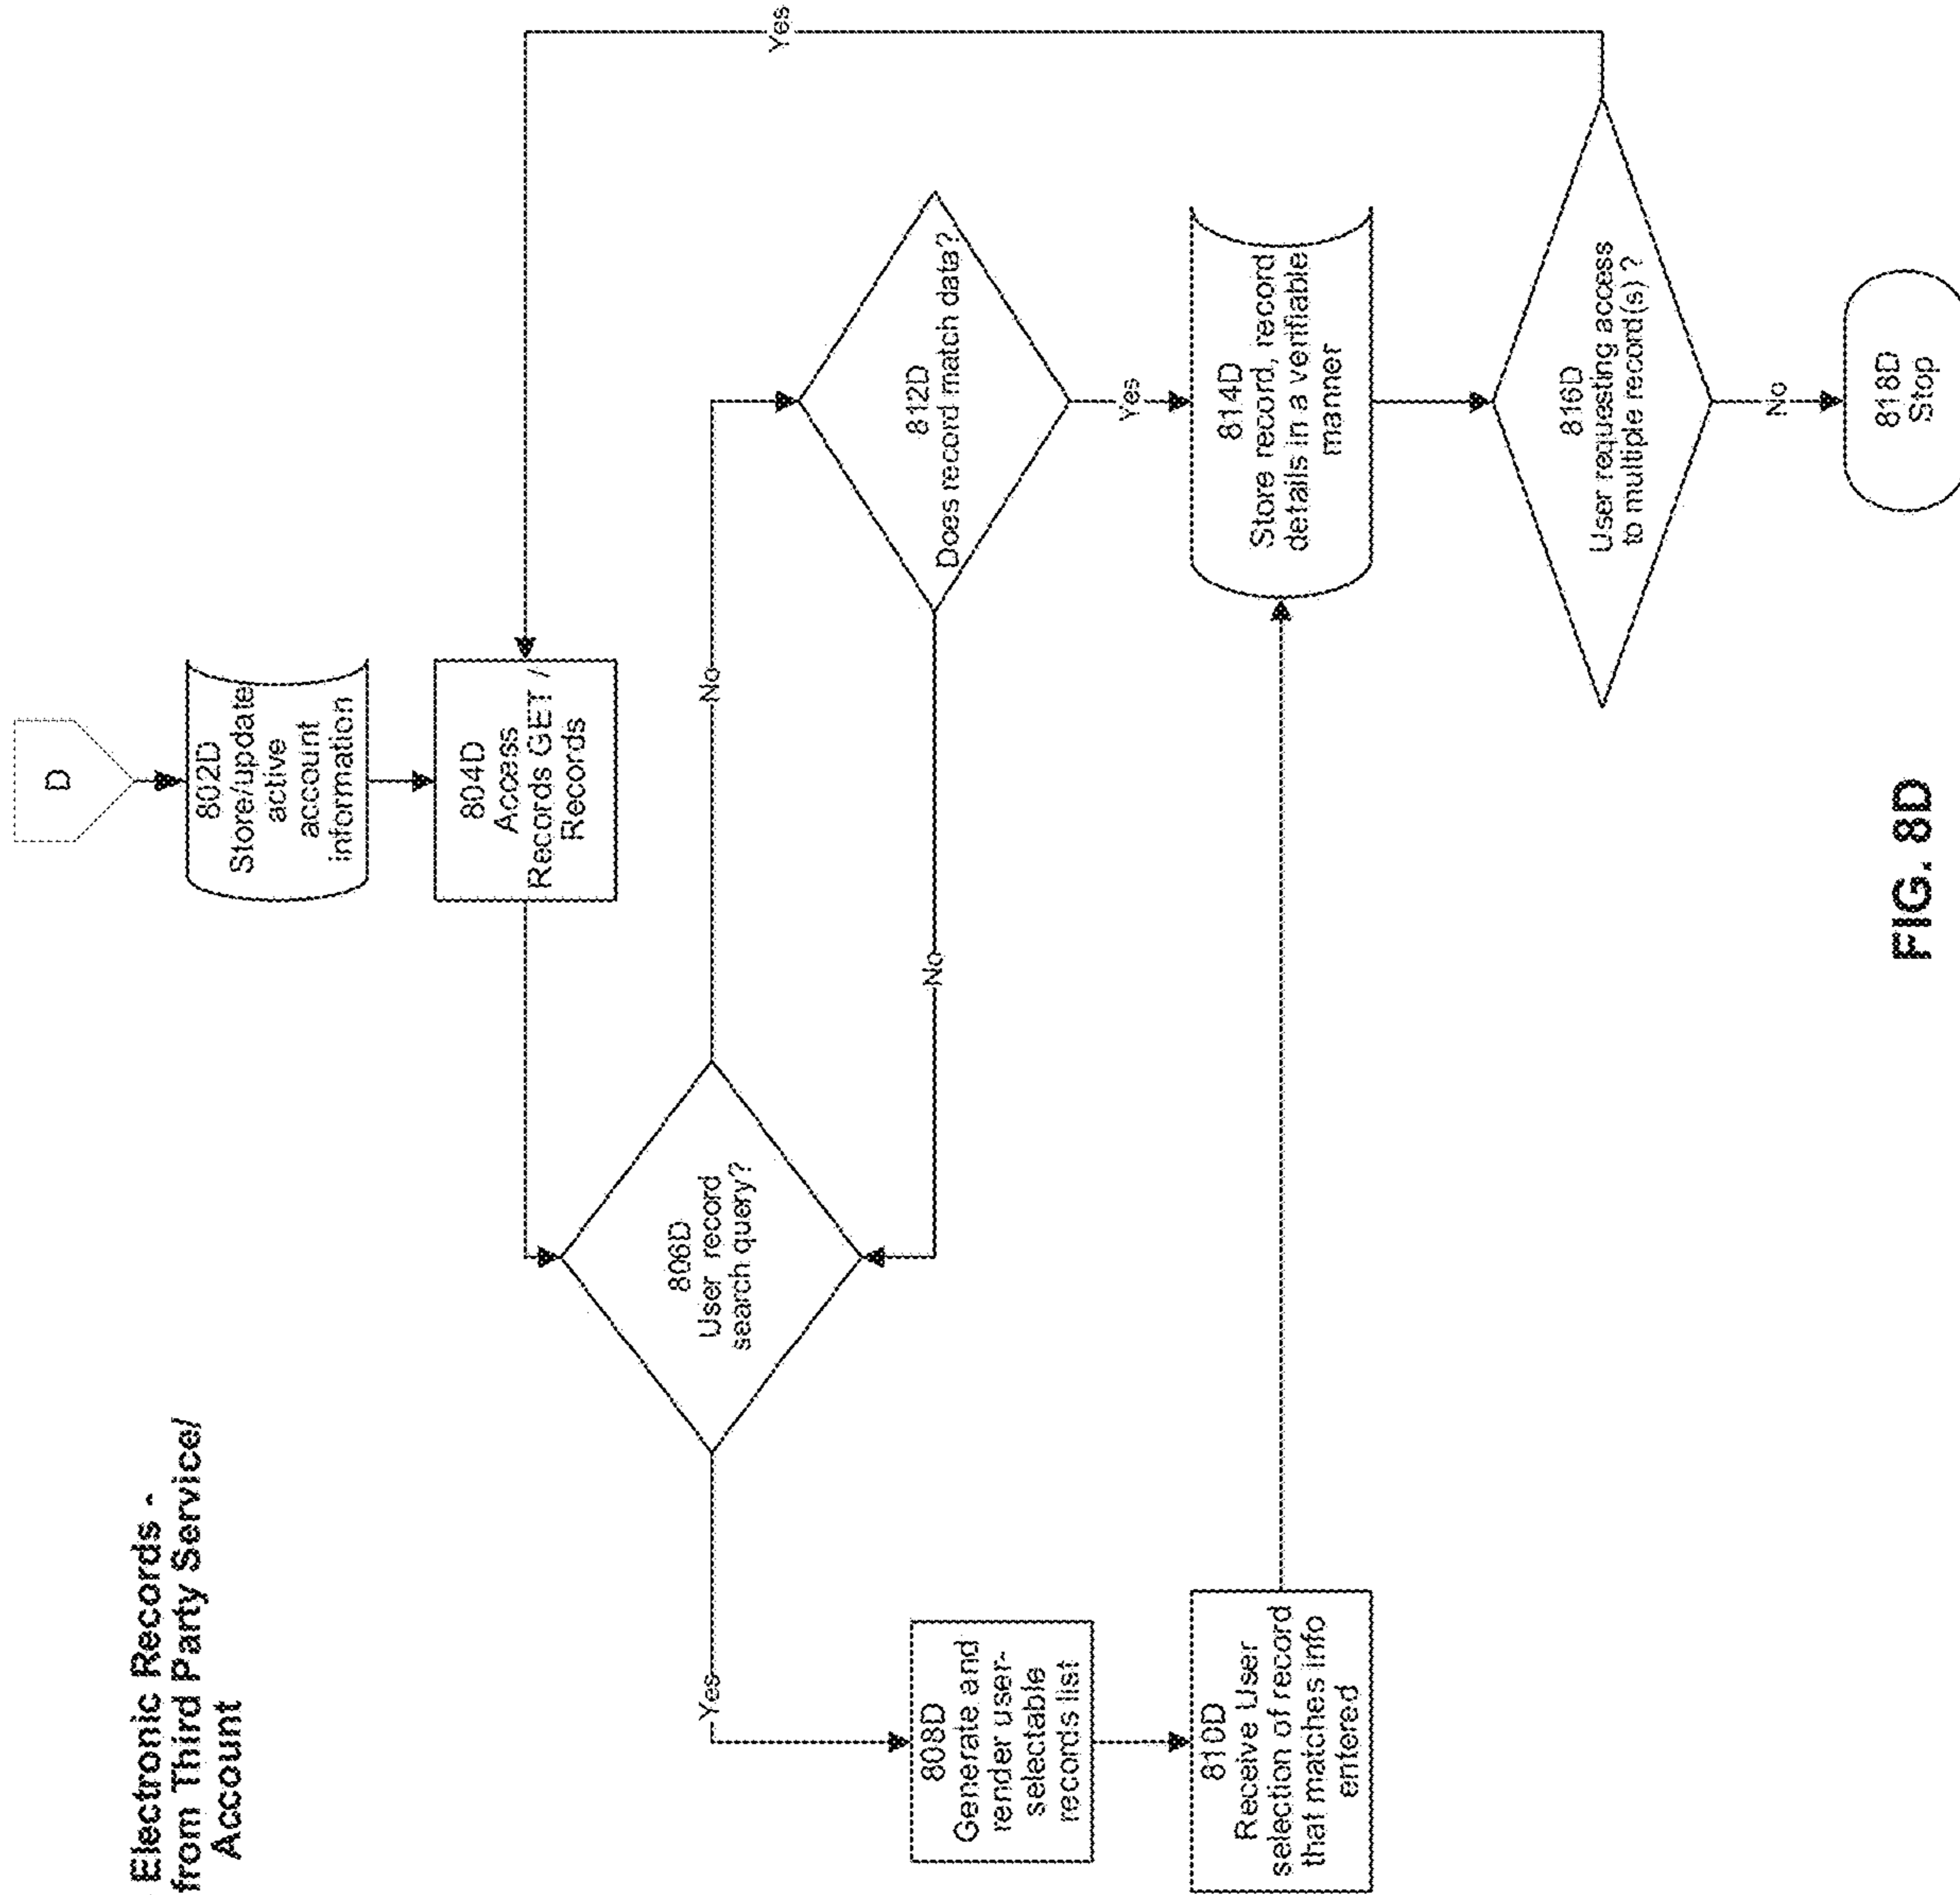 Electronic Records -
from Third Party Service/
Account
D
802D
Store/update
active
account
information
804D
Access
Records GET /
Records
806D
User record
search query?
Yes
No
808D
Generate and
render user-
selectable
records list
810D
Receive User
selection of record
that matches info
entered
812D
Does record match data?
No
Yes
814D
Store record, record
details in a verifiable
manner
816D
User requesting access
to multiple record(s) ?
Yes
No
818D
Stop
FIG. 8D